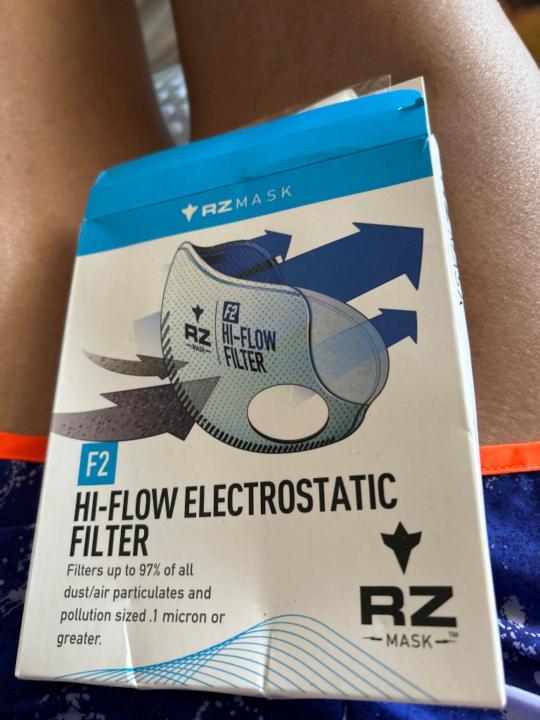 RZ MASK
F2
HI-FLOW
FILTER
RZ
MASK
F2
HI-FLOW ELECTROSTATIC
FILTER
Filters up to 97% of all
dust/air particulates and
pollution sized .1 micron or
greater.
RZ
MASK™